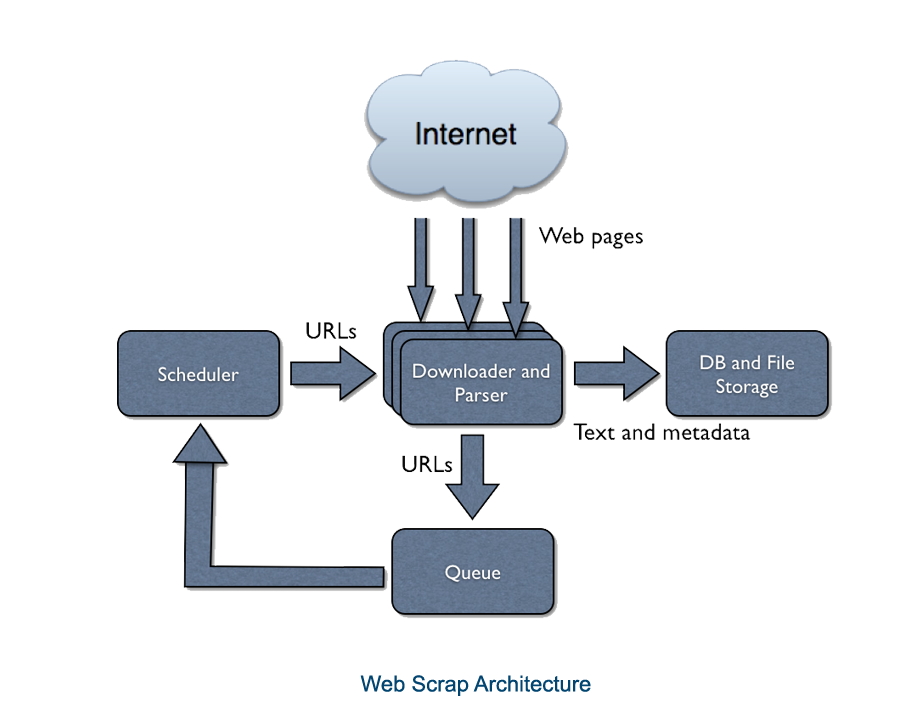 Internet
Web pages
URLs
Scheduler
Downloader and
Parser
DB and File
Storage
Text and metadata
URLs
Queue
Web Scrap Architecture